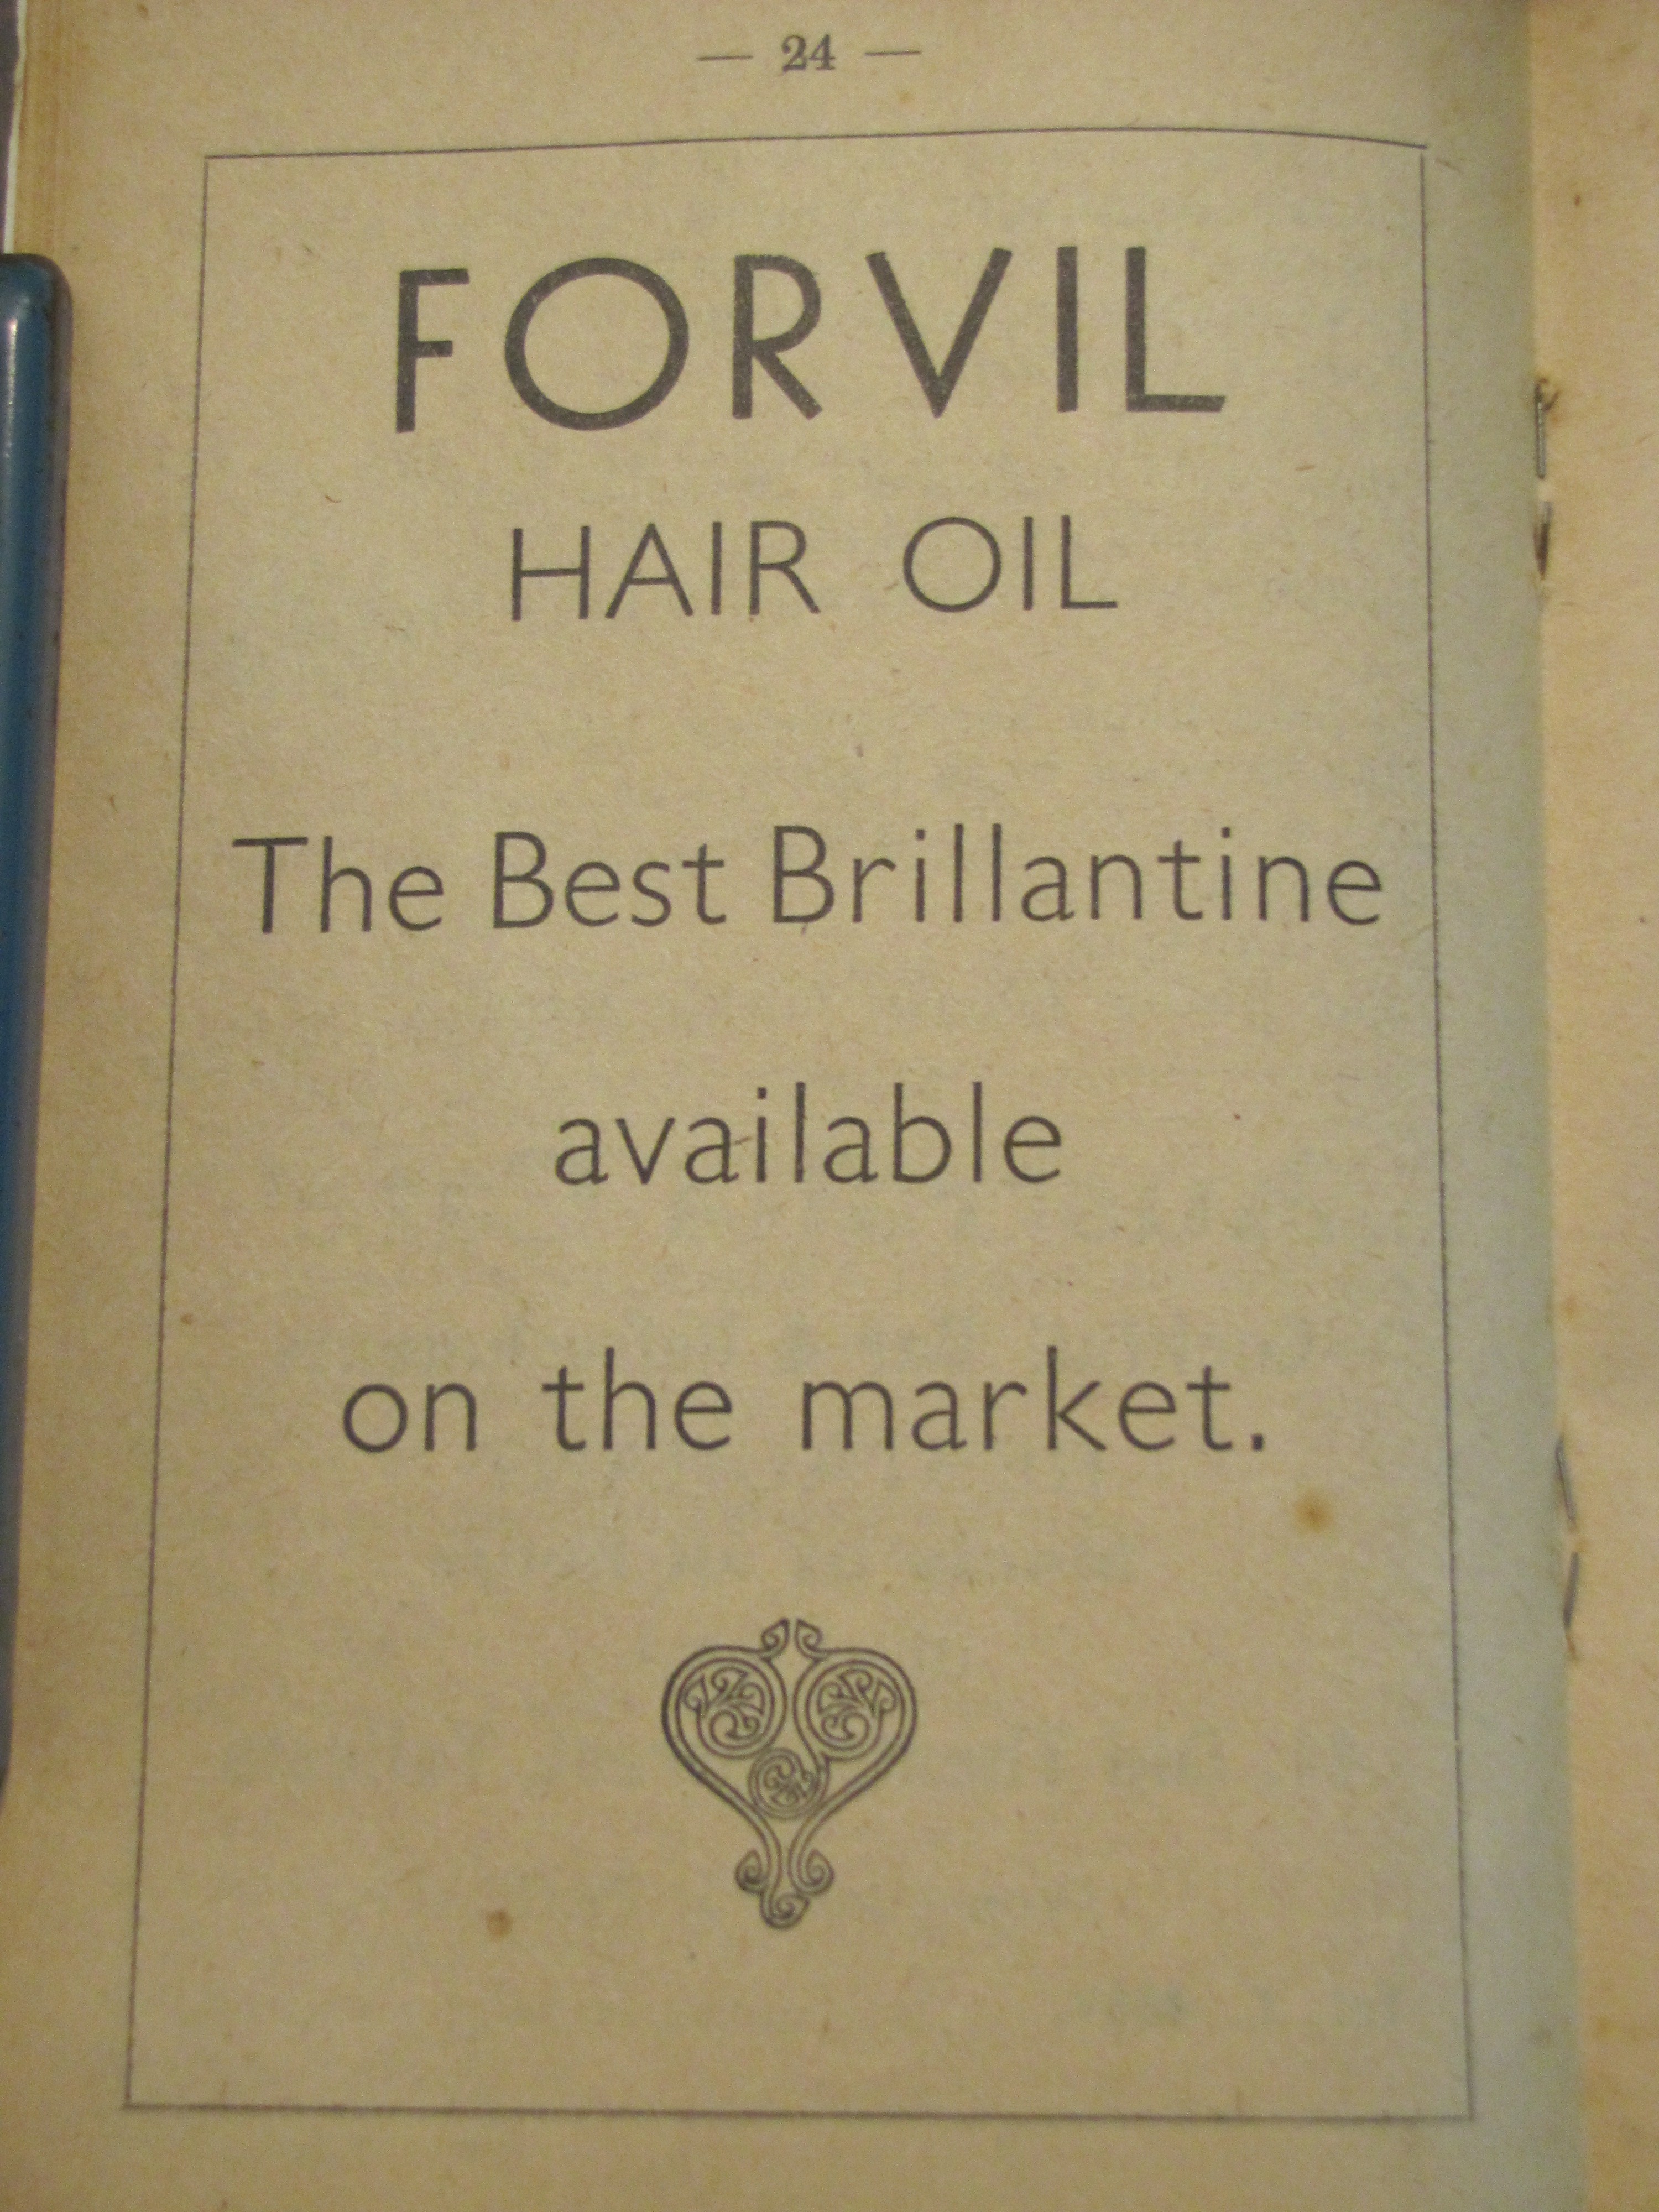 — 24 —
FORVIL
HAIR OIL
The Best Brillantine
available
on the market.